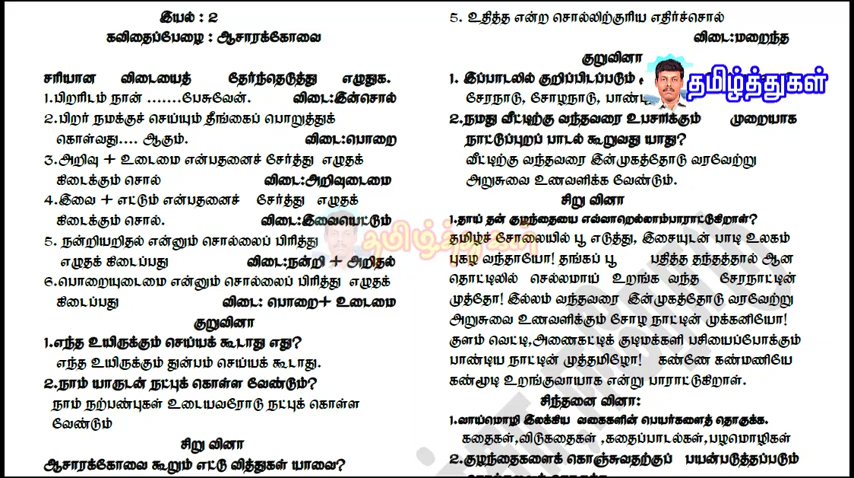 இயல் : 2
கவிதைப்பேழை : ஆசாரக்கோவை
சரியான விடையைத் தேர்ந்தெடுத்து எழுதுக.
1.பிறரிடம் நான் .......பேசுவேன். விடை:இன்சொல்
2.பிறர் நமக்குச் செய்யும் தீங்கைப் பொறுத்துக்
கொள்வது.... ஆகும். விடை:பொறை
3.அறிவு + உடைமை என்பதனைச் சேர்த்து எழுதக்
கிடைக்கும் சொல் விடை:அறிவுடைமை
4.இவை + எட்டும் என்பதனைச் சேர்த்து எழுதக்
கிடைக்கும் சொல். விடை:இவையெட்டும்
5. நன்றியறிதல் என்னும் சொல்லைப் பிரித்து
எழுதக் கிடைப்பது விடை:நன்றி + அறிதல்
6.பொறையுடைமை என்னும் சொல்லைப் பிரித்து எழுதக்
கிடைப்பது விடை: பொறை+ உடைமை
குறுவினா
1.எந்த உயிருக்கும் செய்யக் கூடாது எது?
எந்த உயிருக்கும் துன்பம் செய்யக் கூடாது.
2.நாம் யாருடன் நட்புக் கொள்ள வேண்டும்?
நாம் நற்பண்புகள் உடையவரோடு நட்புக் கொள்ள
வேண்டும்
சிறு வினா
ஆசாரக்கோவை கூறும் எட்டு வித்துகள் யாவை?
5. உதித்த என்ற சொல்லிற்குரிய எதிர்ச்சொல்
விடை:மறைந்த
குறுவினா
1. இப்பாடலில் குறிப்பிடப்படும்
சேரநாடு, சோழநாடு,
தமிழ்த்துகள்
2.நமது வீட்டிற்கு வந்தவரை உபசரிக்கும் முறையாக
நாட்டுப்புறப் பாடல் கூறுவது யாது?
வீட்டிற்கு வந்தவரை இன்முகத்தோடு வரவேற்று
அறுசுவை உணவளிக்க வேண்டும்.
சிறு வினா
1.தாய் தன் குழந்தையை எவ்வாறெல்லாம்பாராட்டுகிறாள்?
தமிழ்ச் சோலையில் பூ எடுத்து, இசையுடன் பாடி உலகம்
புகழ வந்தாயோ! தங்கப் பூ பதித்த தந்தத்தால் ஆன
தொட்டிலில் செல்லமாய் உறங்க வந்த சேரநாட்டின்
முத்தோ! இல்லம் வந்தவரை இன்முகத்தோடு வரவேற்று
அறுசுவை உணவளிக்கும் சோழ நாட்டின் முக்கனியோ!
குளம் வெட்டி,அணைகட்டிக் குடிமக்களி பசியைப்போக்கும்
பாண்டிய நாட்டின் முத்தமிழோ! கண்ணே கண்மணியே
கண்மூடி உறங்குவாயாக என்று பாராட்டுகிறாள்.
சிந்தனை வினா:
1.வாய்மொழி இலக்கிய வகைகளின் பெயர்களைத் தொகுக்க.
கதைகள்,விடுகதைகள் ,கதைப்பாடல்கள்,பழமொழிகள்
2.குழந்தைகளைக் கொஞ்சுவதற்குப் பயன்படுத்தப்படும்
தமிழ்த்துகள்